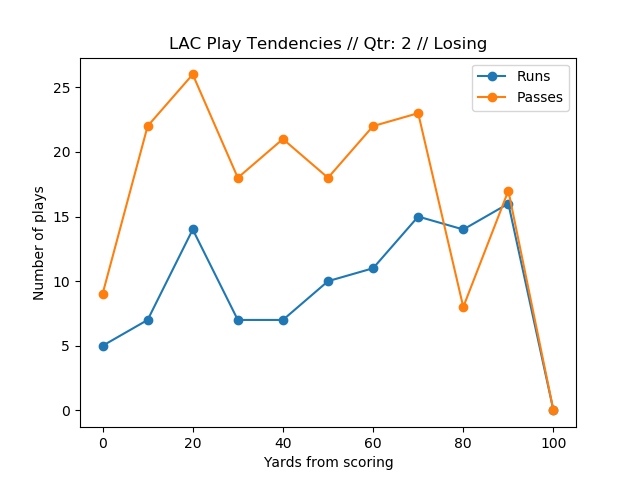 LAC Play Tendencies // Qtr: 2 // Losing
Runs
Passes
25
20
15
10
5
0
Number of plays
0 20 40 60 80 100
Yards from scoring